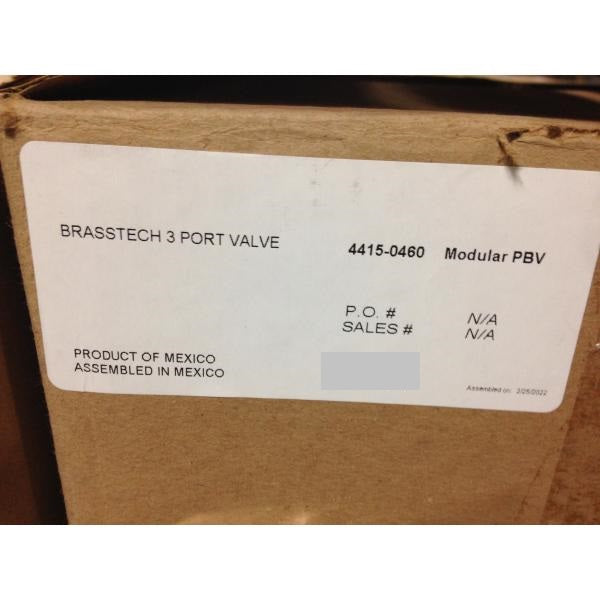 BRASSTECH 3 PORT VALVE 4415-0460 Modular PBV
P.O. # N/A
SALES # N/A
PRODUCT OF MEXICO
ASSEMBLED IN MEXICO
Assembled on: 2/25/2022